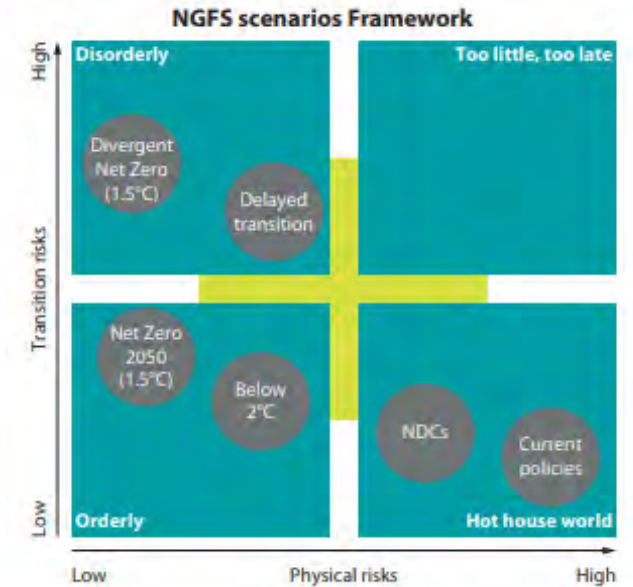 NGFS scenarios Framework
High
Transition risks
Low
Disorderly
Too little, too late
Divergent
Net Zero
(1.5°C)
Delayed
transition
Net Zero
2050
(1.5°C)
Below
2°C
NDCs
Current
policies
Orderly
Hot house world
Low
Physical risks
High